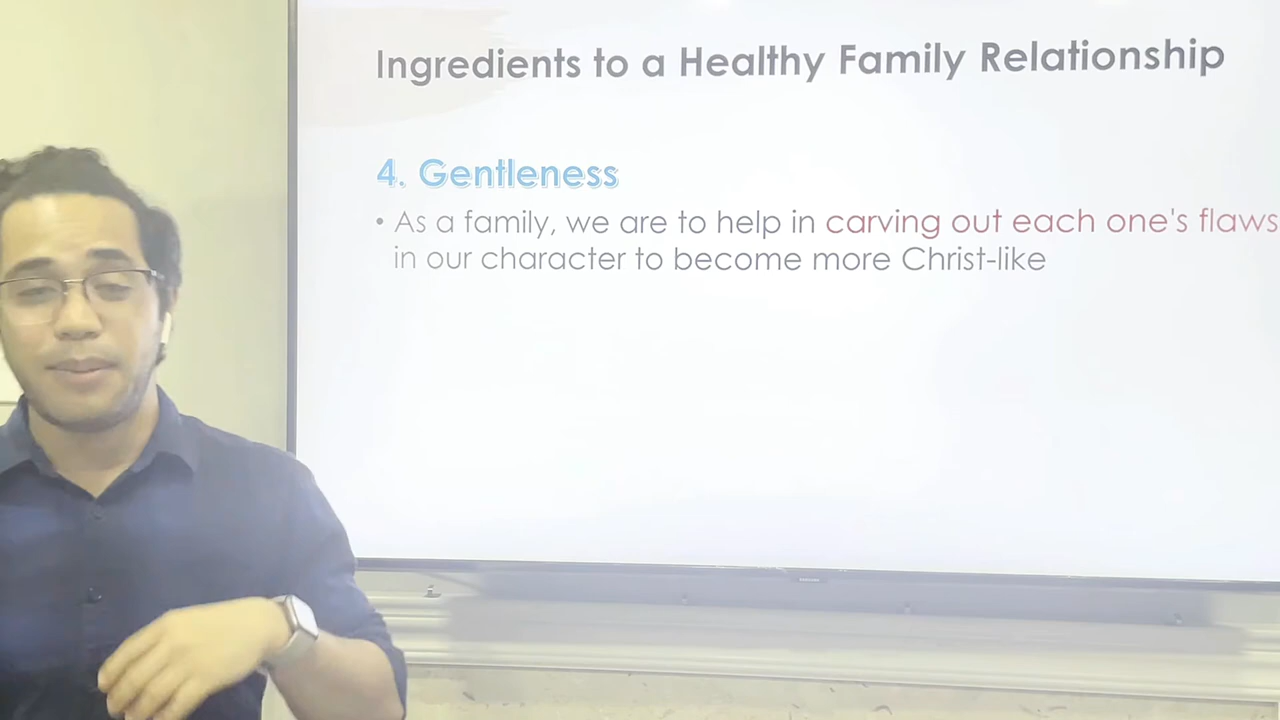 Ingredients to a Healthy Family Relationship
4. Gentleness
• As a family, we are to help in carving out each one's flaws
in our character to become more Christ-like
SAMSUNG